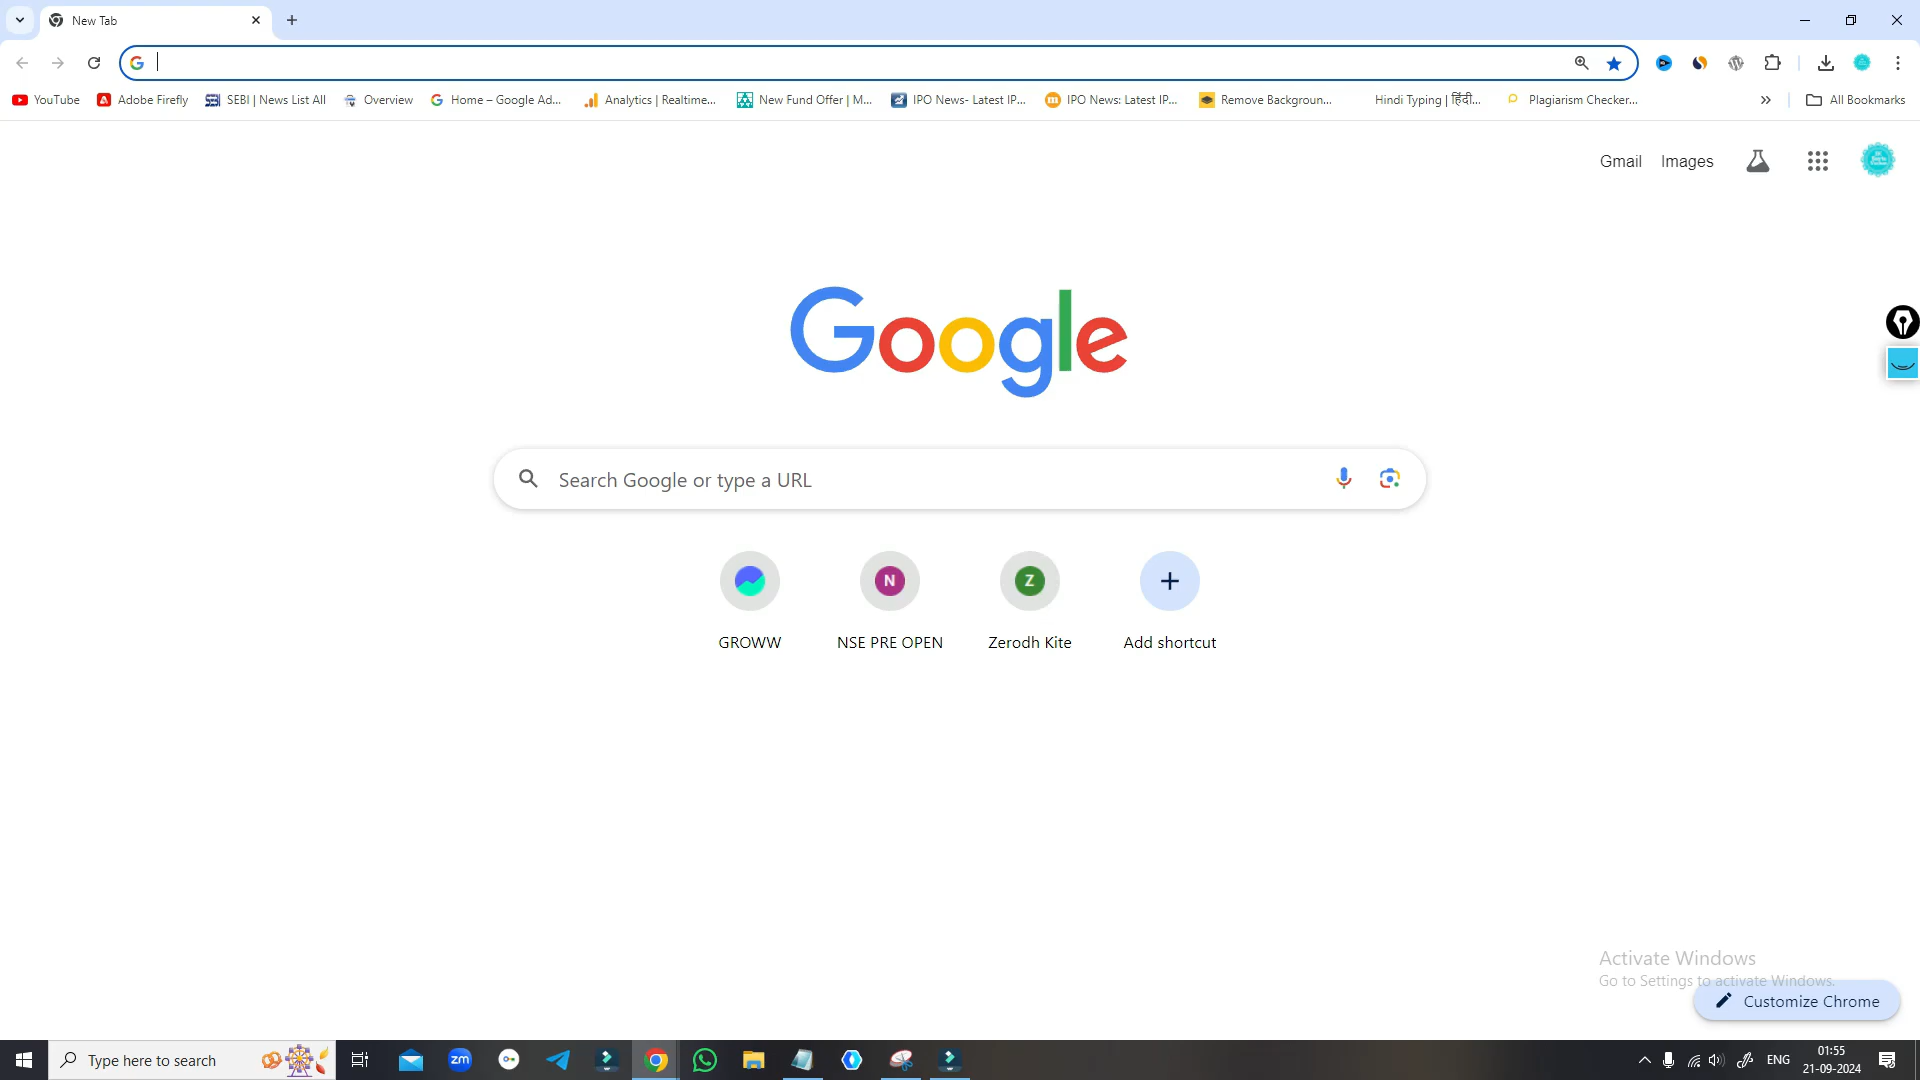 New Tab
YouTube Adobe Firefly SEBI | News List All Overview Home – Google Ad... Analytics | Realtime... New Fund Offer | M... IPO News- Latest IP... IPO News: Latest IP... Remove Backgroun... Hindi Typing | हिंदी... Plagiarism Checker... All Bookmarks
Gmail Images
Google
Search Google or type a URL
N Z
GROWW NSE PRE OPEN Zerodh Kite Add shortcut
Activate Windows
Go to Settings to activate Windows.
Customize Chrome
Type here to search zm ENG 01:55
21-09-2024